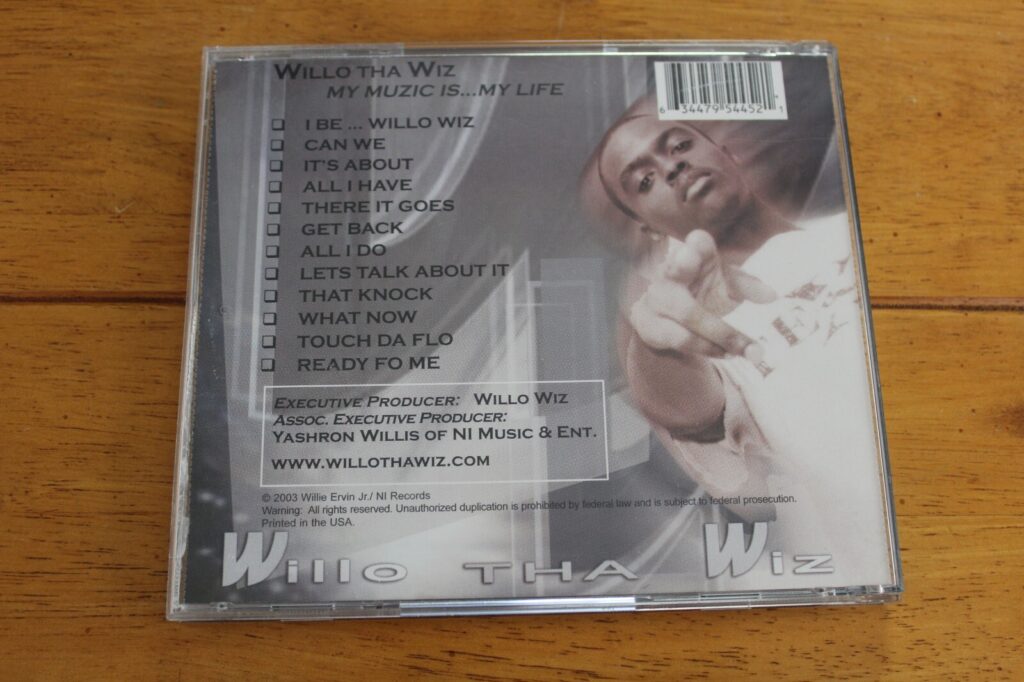 WILLO THA WIZ
MY MUZIC IS...MY LIFE
6 34479 54452 1
I BE ... WILLO WIZ
CAN WE
IT'S ABOUT
ALL I HAVE
THERE IT GOES
GET BACK
ALL I DO
LETS TALK ABOUT IT
THAT KNOCK
WHAT NOW
TOUCH DA FLO
READY FO ME
EXECUTIVE PRODUCER: WILLO WIZ
ASSOC. EXECUTIVE PRODUCER:
YASHRON WILLIS OF NI MUSIC & ENT.
WWW.WILLOTHAWIZ.COM
© 2003 Willie Ervin Jr./ NI Records
Warning: All rights reserved. Unauthorized duplication is prohibited by federal law and is subject to federal prosecution.
Printed in the USA.
WILLO THA WIZ